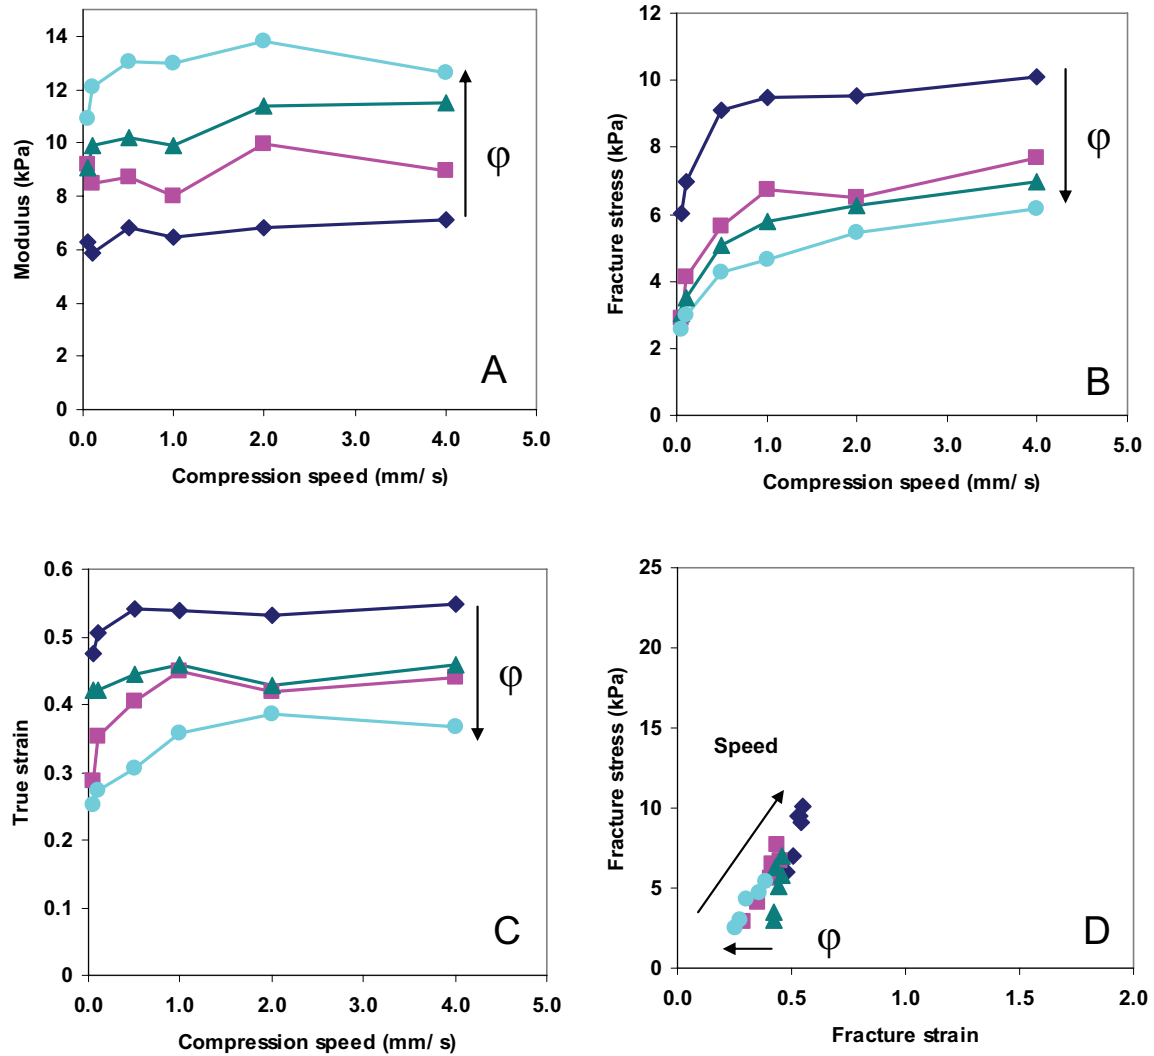 Modulus (kPa)
14
12
10
8
6
4
2
0
0.0 1.0 2.0 3.0 4.0 5.0
Compression speed (mm/ s)
φ
A
Fracture stress (kPa)
12
10
8
6
4
2
0
0.0 1.0 2.0 3.0 4.0 5.0
Compression speed (mm/ s)
φ
B
True strain
0.6
0.5
0.4
0.3
0.2
0.1
0
0.0 1.0 2.0 3.0 4.0 5.0
Compression speed (mm/ s)
φ
C
Fracture stress (kPa)
25
20
15
10
5
0
0.0 0.5 1.0 1.5 2.0
Fracture strain
Speed
φ
D